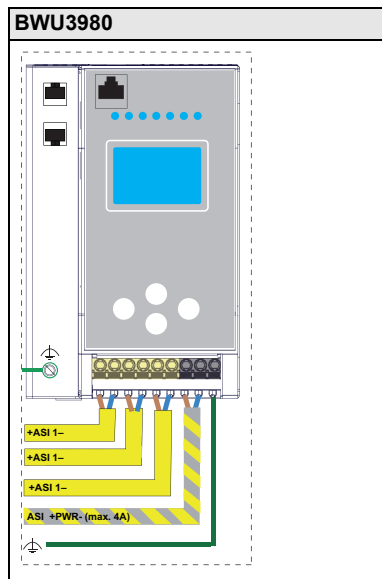 BWU3980
+ASI 1–
+ASI 1–
+ASI 1–
ASI +PWR- (max. 4A)